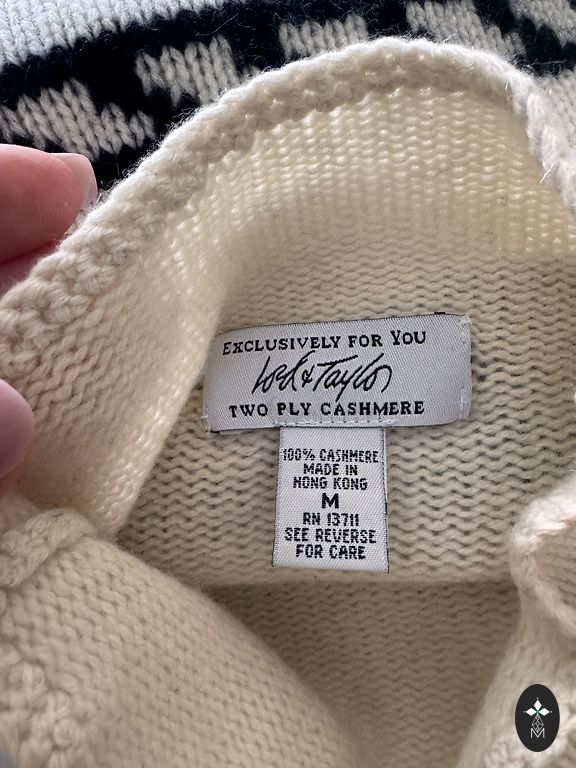 EXCLUSIVELY FOR YOU
Lord & Taylor
TWO PLY CASHMERE
100% CASHMERE
MADE IN
HONG KONG
M
RN 13711
SEE REVERSE
FOR CARE
M